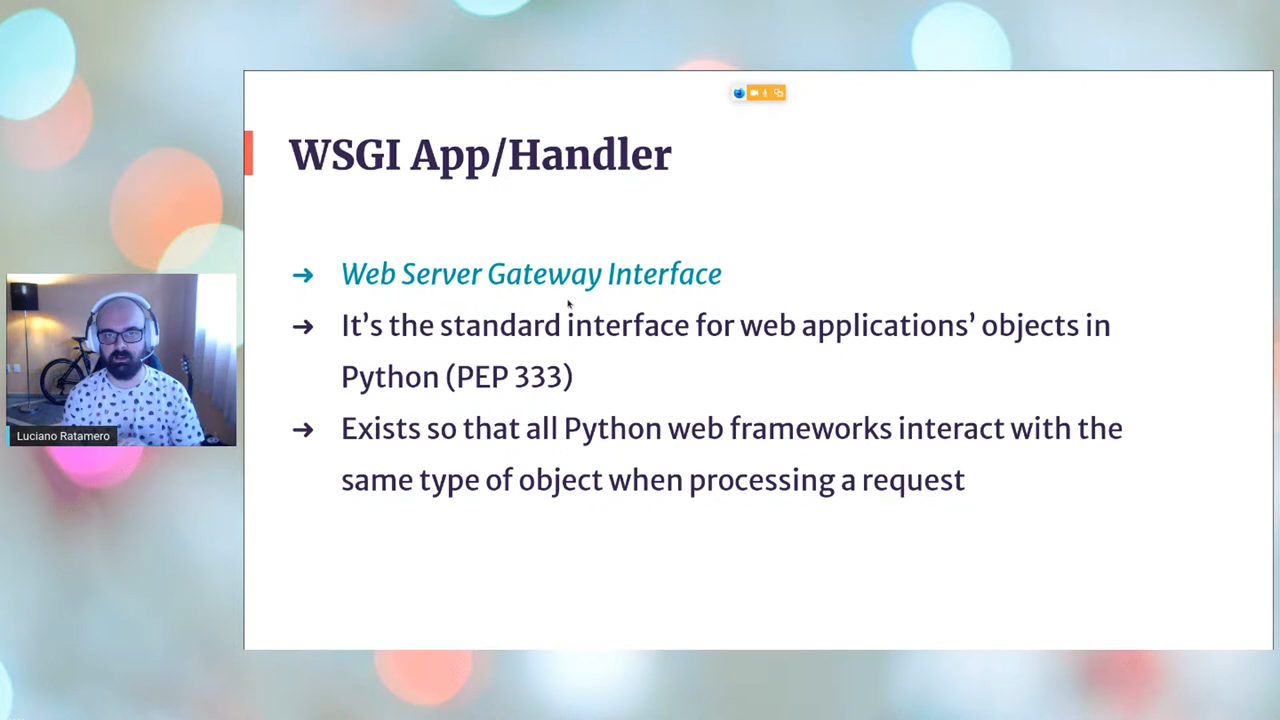 WSGI App/Handler
➔ Web Server Gateway Interface
➔ It’s the standard interface for web applications’ objects in
Python (PEP 333)
➔ Exists so that all Python web frameworks interact with the
same type of object when processing a request
Luciano Ratamero